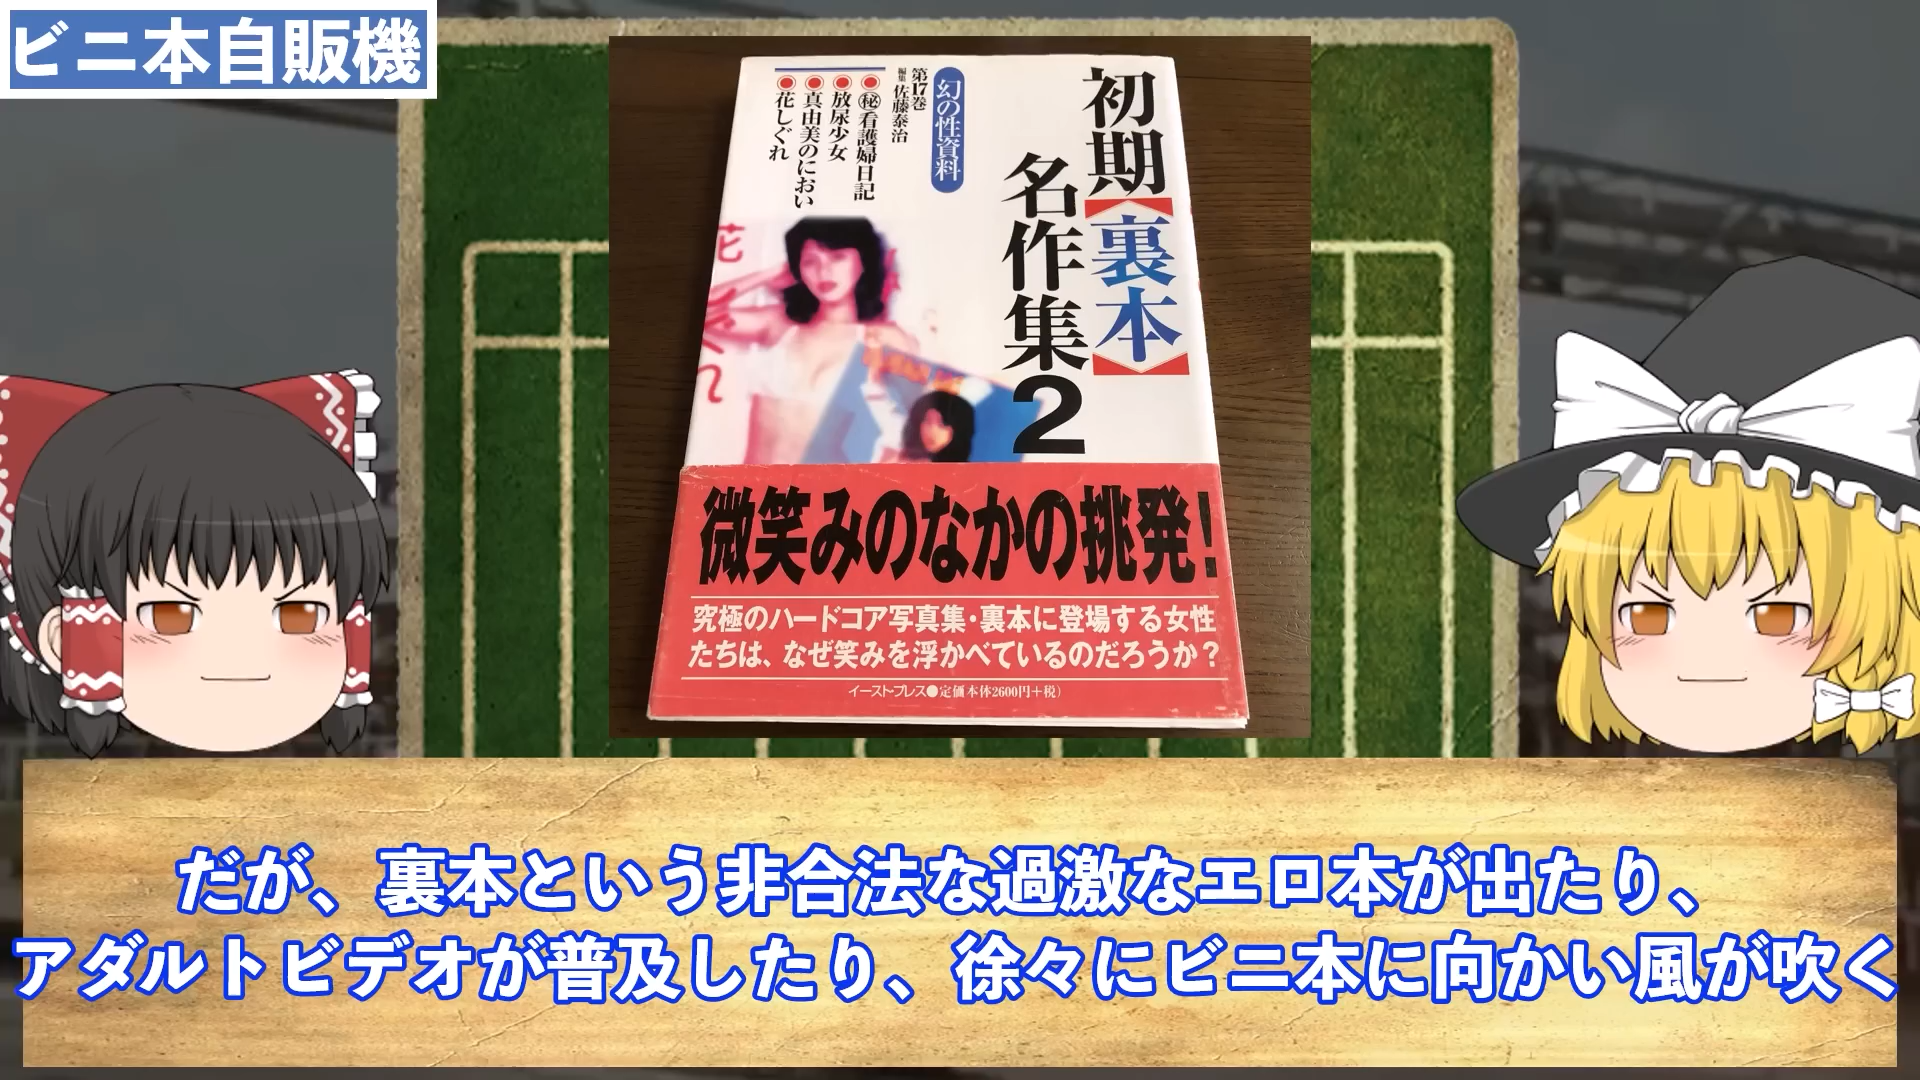 ビニ本自販機
初期【裏本】
名作集2
幻の性資料
第17巻
編集 佐藤泰治
㊙看護婦日記
放尿少女
真由美のにおい
花しぐれ
微笑みのなかの挑発!
究極のハードコア写真集・裏本に登場する女性
たちは、なぜ笑みを浮かべているのだろうか?
イースト・プレス●定価本体2600円+税)
だが、裏本という非合法な過激なエロ本が出たり、
アダルトビデオが普及したり、徐々にビニ本に向かい風が吹く